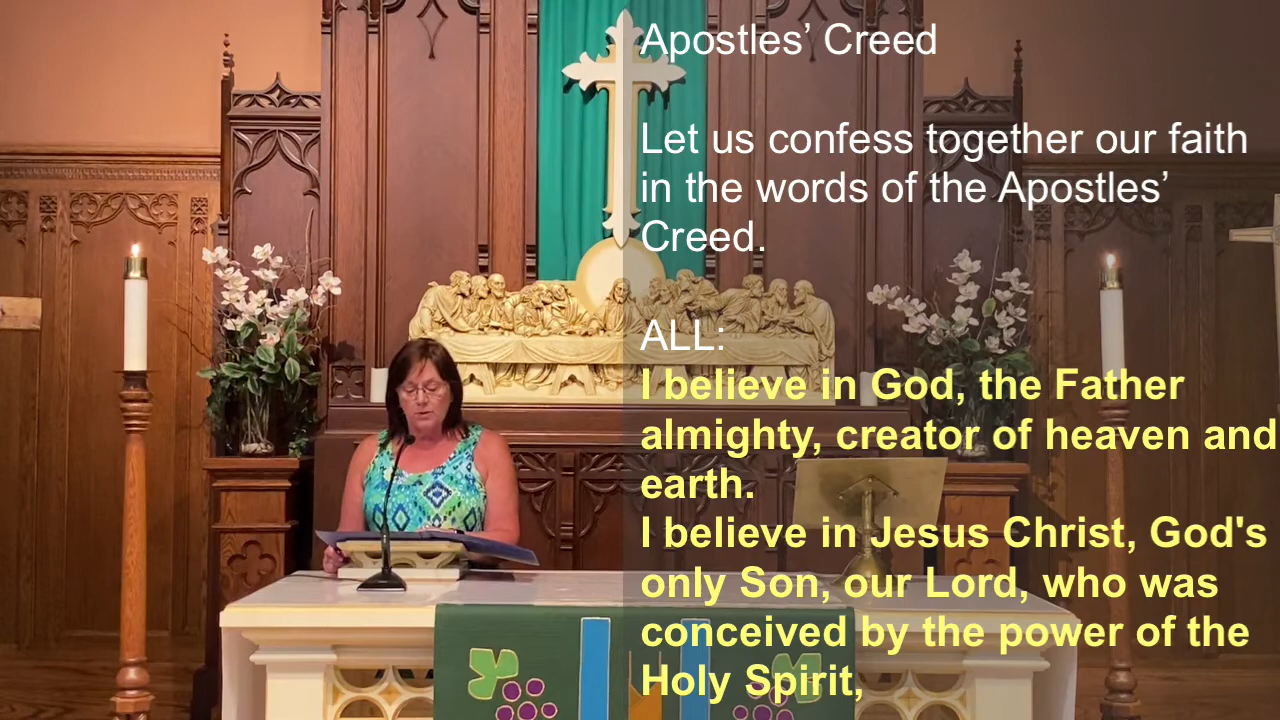 Apostles’ Creed
Let us confess together our faith
in the words of the Apostles’
Creed.
ALL:
I believe in God, the Father
almighty, creator of heaven and
earth.
I believe in Jesus Christ, God's
only Son, our Lord, who was
conceived by the power of the
Holy Spirit,